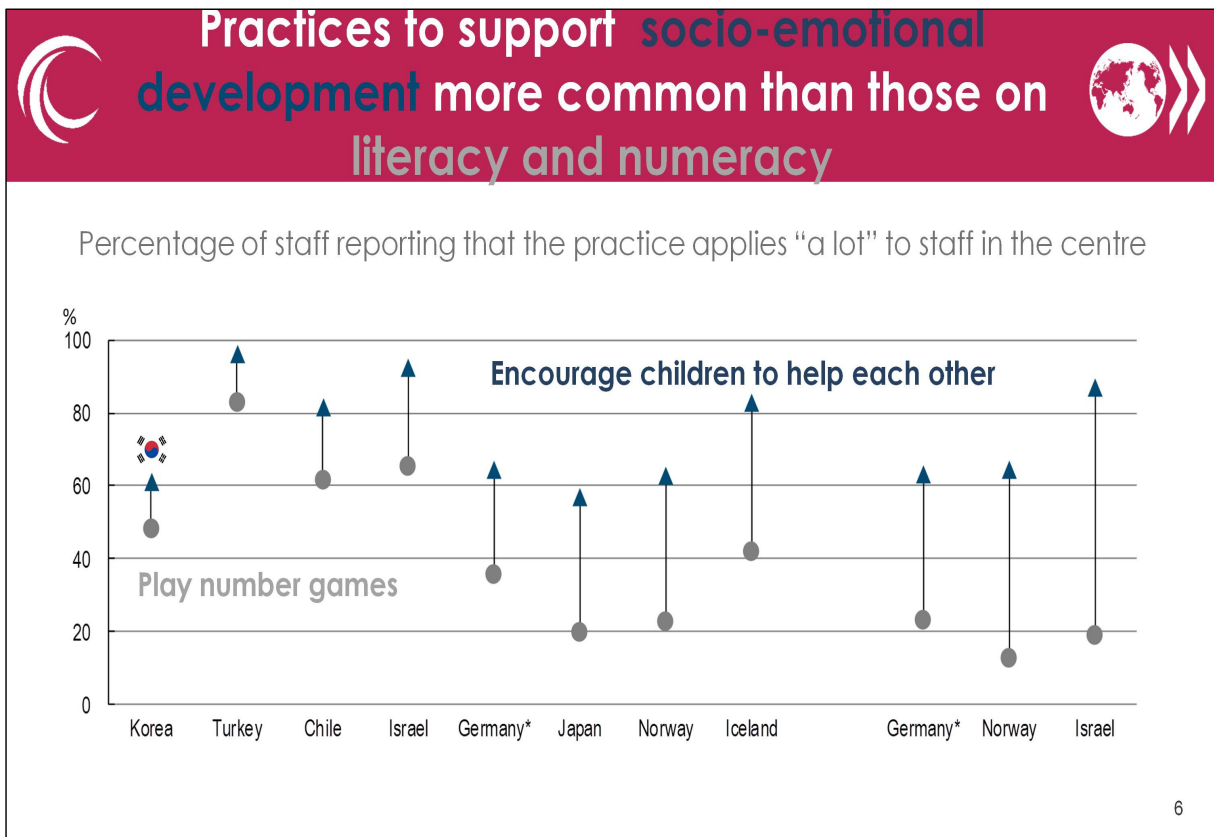 Practices to support socio-emotional
development more common than those on
literacy and numeracy
Percentage of staff reporting that the practice applies “a lot” to staff in the centre
%
100
80
60
40
20
0
Encourage children to help each other
Play number games
Korea Turkey Chile Israel Germany* Japan Norway Iceland Germany* Norway Israel
6